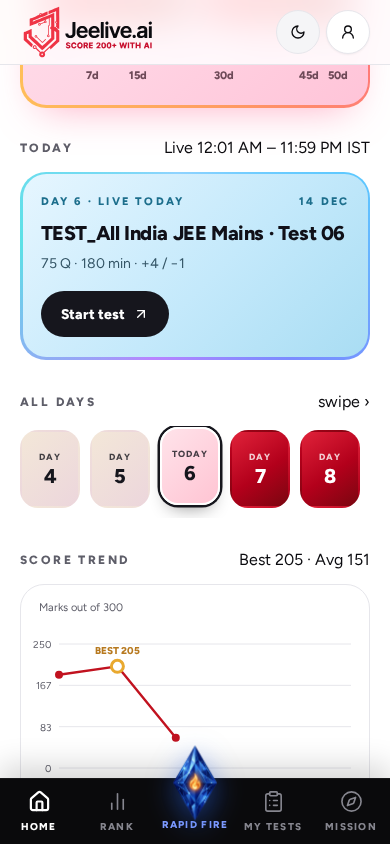 Jeelive.ai
SCORE 200+ WITH AI
7d 15d 30d 45d 50d
TODAY Live 12:01 AM – 11:59 PM IST
DAY 6 · LIVE TODAY 14 DEC
TEST_All India JEE Mains · Test 06
75 Q · 180 min · +4 / −1
Start test ↗
ALL DAYS swipe ›
DAY DAY TODAY DAY DAY
4 5 6 7 8
SCORE TREND Best 205 · Avg 151
Marks out of 300
250
BEST 205
167
83
0
HOME RANK RAPID FIRE MY TESTS MISSION